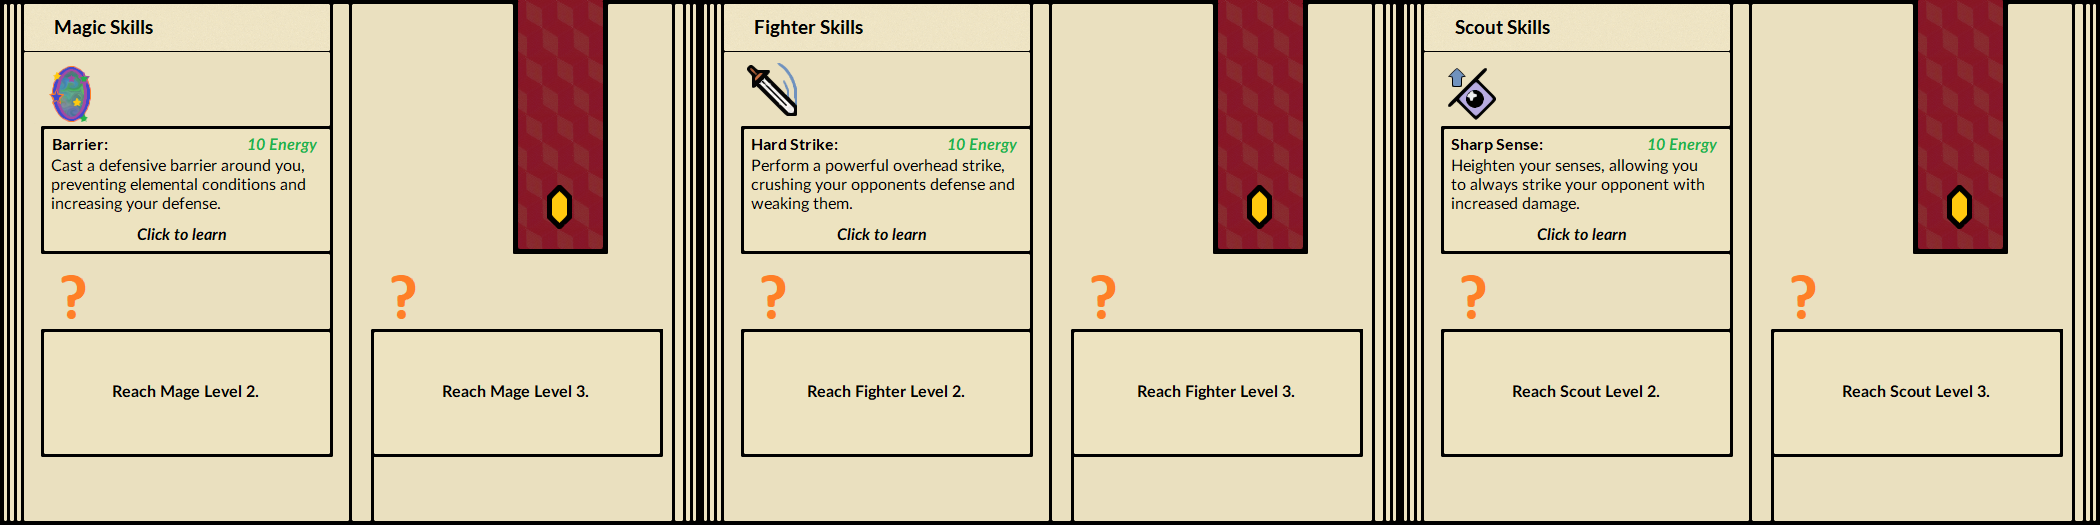 Magic Skills
Barrier: 10 Energy
Cast a defensive barrier around you,
preventing elemental conditions and
increasing your defense.
Click to learn
?
Reach Mage Level 2.
?
Reach Mage Level 3.
Fighter Skills
Hard Strike: 10 Energy
Perform a powerful overhead strike,
crushing your opponents defense and
weaking them.
Click to learn
?
Reach Fighter Level 2.
?
Reach Fighter Level 3.
Scout Skills
Sharp Sense: 10 Energy
Heighten your senses, allowing you
to always strike your opponent with
increased damage.
Click to learn
?
Reach Scout Level 2.
?
Reach Scout Level 3.